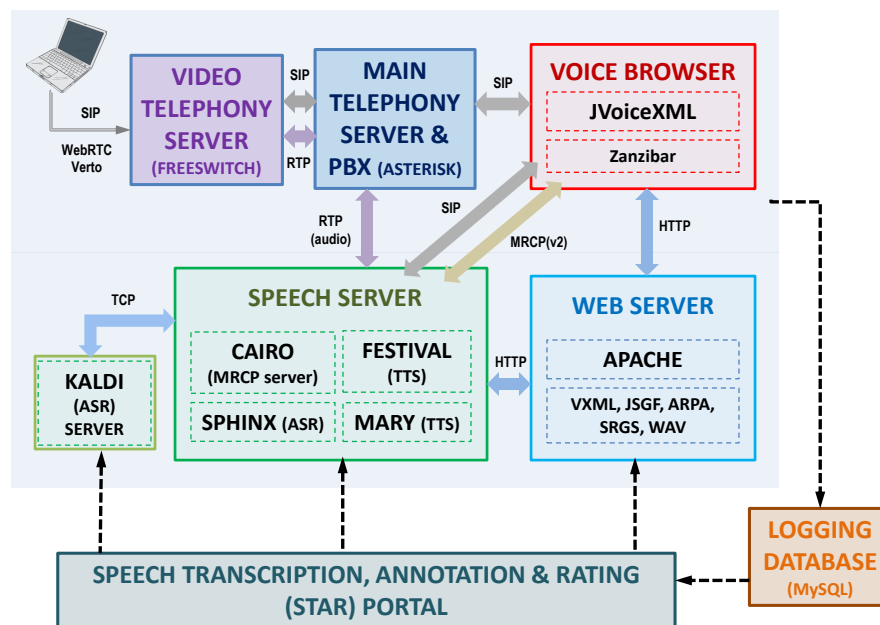 VIDEO
TELEPHONY
SERVER
(FREESWITCH)
SIP
WebRTC
Verto
SIP
RTP
MAIN
TELEPHONY
SERVER &
PBX (ASTERISK)
SIP
VOICE BROWSER
JVoiceXML
Zanzibar
RTP
(audio)
SIP
MRCP(v2)
HTTP
TCP
SPEECH SERVER
CAIRO
(MRCP server)
FESTIVAL
(TTS)
SPHINX (ASR)
MARY (TTS)
HTTP
WEB SERVER
APACHE
VXML, JSGF, ARPA,
SRGS, WAV
KALDI
(ASR)
SERVER
LOGGING
DATABASE
(MySQL)
SPEECH TRANSCRIPTION, ANNOTATION & RATING
(STAR) PORTAL